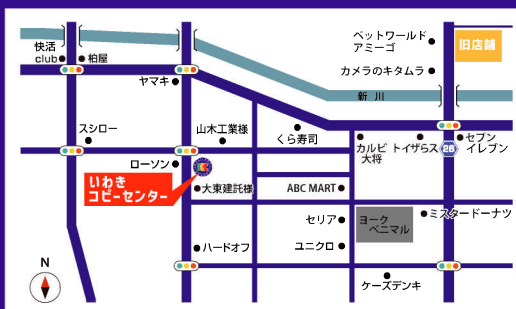 快活
club
柏屋
ペットワールド
アミーゴ
旧店舗
カメラのキタムラ
ヤマキ
新川
スシロー
山木工業様
くら寿司
カルビ
大将
トイザらス
26
セブン
イレブン
ローソン
いわき
コピーセンター
大東建託様
ABC MART
セリア
ヨーク
ベニマル
ミスタードーナツ
ハードオフ
ユニクロ
ケーズデンキ
N